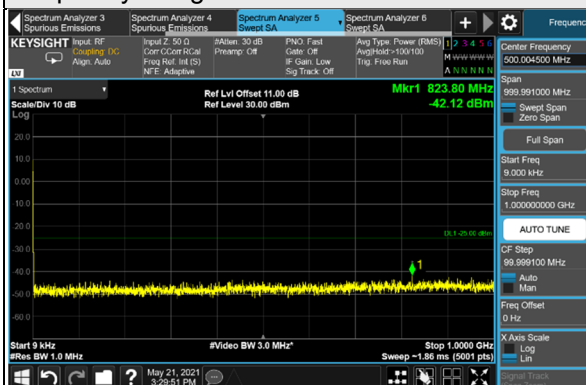 Spectrum Analyzer 3
Spurious Emissions
Spectrum Analyzer 4
Spurious Emissions
Spectrum Analyzer 5
Swept SA
Spectrum Analyzer 6
Swept SA
Frequency
KEYSIGHT
Input: RF
Coupling: DC
Align: Auto
Input Z: 50 Ω
Corr CCorr RCal
Freq Ref: Int (S)
NFE: Adaptive
#Atten: 30 dB
Preamp: Off
PNO: Fast
Gate: Off
IF Gain: Low
Sig Track: Off
Avg Type: Power (RMS)
Avg|Hold:>100/100
Trig: Free Run
1 2 3 4 5 6
M W W W W W W
A N N N N N N
LXI
1 Spectrum
Scale/Div 10 dB
Log
Ref Lvl Offset 11.00 dB
Ref Level 30.00 dBm
Mkr1 823.80 MHz
-42.12 dBm
20.0
10.0
0.00
-10.0
-20.0
-30.0
-40.0
-50.0
-60.0
DL1 -25.00 dBm
1
Start 9 kHz
#Res BW 1.0 MHz
#Video BW 3.0 MHz*
Stop 1.0000 GHz
Sweep ~1.86 ms (5001 pts)
May 21, 2021
3:29:51 PM
Center Frequency
500.004500 MHz
Span
999.991000 MHz
Swept Span
Zero Span
Full Span
Start Freq
9.000 kHz
Stop Freq
1.000000000 GHz
AUTO TUNE
CF Step
99.999100 MHz
Auto
Man
Freq Offset
0 Hz
X Axis Scale
Log
Lin
Signal Track